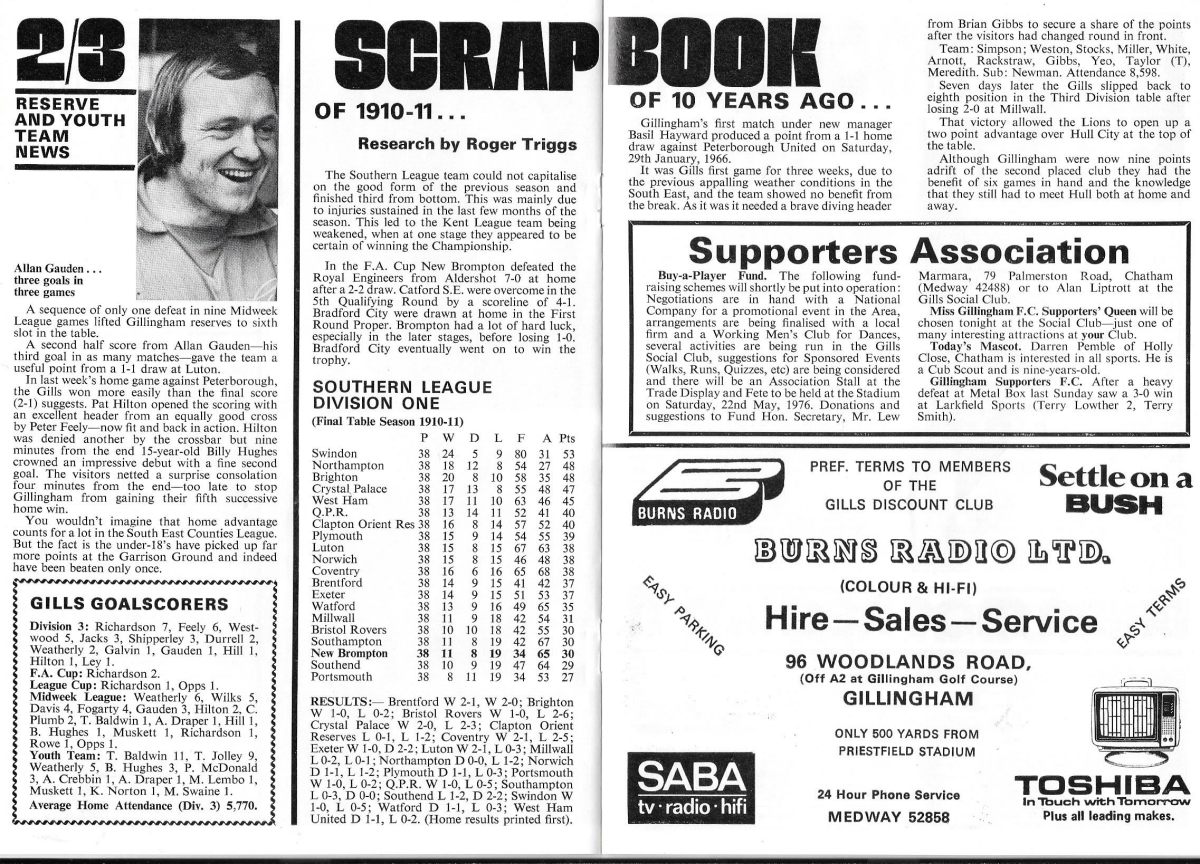 2/3
RESERVE
AND YOUTH
TEAM
NEWS
Allan Gauden . . .
three goals in
three games
A sequence of only one defeat in nine Midweek
League games lifted Gillingham reserves to sixth
slot in the table.
A second half score from Allan Gauden—his
third goal in as many matches—gave the team a
useful point from a 1-1 draw at Luton.
In last week's home game against Peterborough,
the Gills won more easily than the final score
(2-1) suggests. Pat Hilton opened the scoring with
an excellent header from an equally good cross
by Peter Feely—now fit and back in action. Hilton
was denied another by the crossbar but nine
minutes from the end 15-year-old Billy Hughes
crowned an impressive debut with a fine second
goal. The visitors netted a surprise consolation
four minutes from the end—too late to stop
Gillingham from gaining their fifth successive
home win.
You wouldn't imagine that home advantage
counts for a lot in the South East Counties League.
But the fact is the under-18's have picked up far
more points at the Garrison Ground and indeed
have been beaten only once.
GILLS GOALSCORERS
Division 3: Richardson 7, Feely 6, West-
wood 5, Jacks 3, Shipperley 3, Durrell 2,
Weatherly 2, Galvin 1, Gauden 1, Hill 1,
Hilton 1, Ley 1.
F.A. Cup: Richardson 2.
League Cup: Richardson 1, Opps 1.
Midweek League: Weatherly 6, Wilks 5,
Davis 4, Fogarty 4, Gauden 3, Hilton 2, C.
Plumb 2, T. Baldwin 1, A. Draper 1, Hill 1,
B. Hughes 1, Muskett 1, Richardson 1,
Rowe 1, Opps 1.
Youth Team: T. Baldwin 11, T. Jolley 9,
Weatherly 5, B. Hughes 3, P. McDonald
3, A. Crebbin 1, A. Draper 1, M. Lembo 1,
Muskett 1, K. Norton 1, M. Swaine 1.
Average Home Attendance (Div. 3) 5,770.
SCRAP BOOK
OF 1910-11 . . .
Research by Roger Triggs
The Southern League team could not capitalise
on the good form of the previous season and
finished third from bottom. This was mainly due
to injuries sustained in the last few months of the
season. This led to the Kent League team being
weakened, when at one stage they appeared to be
certain of winning the Championship.
In the F.A. Cup New Brompton defeated the
Royal Engineers from Aldershot 7-0 at home
after a 2-2 draw. Catford S.E. were overcome in the
5th Qualifying Round by a scoreline of 4-1.
Bradford City were drawn at home in the First
Round Proper. Brompton had a lot of hard luck,
especially in the later stages, before losing 1-0.
Bradford City eventually went on to win the
trophy.
SOUTHERN LEAGUE
DIVISION ONE
(Final Table Season 1910-11)
P W D L F A Pts
Swindon 38 24 5 9 80 31 53
Northampton 38 18 12 8 54 27 48
Brighton 38 20 8 10 58 35 48
Crystal Palace 38 17 13 8 55 48 47
West Ham 38 17 11 10 63 46 45
Q.P.R. 38 13 14 11 52 41 40
Clapton Orient Res 38 16 8 14 57 52 40
Plymouth 38 15 9 14 54 55 39
Luton 38 15 8 15 67 63 38
Norwich 38 15 8 15 46 48 38
Coventry 38 16 6 16 65 68 38
Brentford 38 14 9 15 41 42 37
Exeter 38 14 9 15 51 53 37
Watford 38 13 9 16 49 65 35
Millwall 38 11 9 18 42 54 31
Bristol Rovers 38 10 10 18 42 55 30
Southampton 38 11 8 19 42 67 30
New Brompton 38 11 8 19 34 65 30
Southend 38 10 9 19 47 64 29
Portsmouth 38 8 11 19 34 53 27
RESULTS:— Brentford W 2-1, W 2-0; Brighton
W 1-0, L 0-2; Bristol Rovers W 1-0, L 2-6;
Crystal Palace W 2-0, L 2-3; Clapton Orient
Reserves L 0-1, L 1-2; Coventry W 2-1, L 2-5;
Exeter W 1-0, D 2-2; Luton W 2-1, L 0-3; Millwall
L 0-2, L 0-1; Northampton D 0-0, L 1-2; Norwich
D 1-1, L 1-2; Plymouth D 1-1, L 0-3; Portsmouth
W 1-0, L 0-2; Q.P.R. W 1-0, L 0-5; Southampton
L 0-3, D 0-0; Southend L 1-2, D 2-2; Swindon W
1-0, L 0-5; Watford D 1-1, L 0-3; West Ham
United D 1-1, L 0-2. (Home results printed first).
OF 10 YEARS AGO . . .
Gillingham's first match under new manager
Basil Hayward produced a point from a 1-1 home
draw against Peterborough United on Saturday,
29th January, 1966.
It was Gills first game for three weeks, due to
the previous appalling weather conditions in the
South East, and the team showed no benefit from
the break. As it was it needed a brave diving header
from Brian Gibbs to secure a share of the points
after the visitors had changed round in front.
Team: Simpson; Weston, Stocks, Miller, White,
Arnott, Rackstraw, Gibbs, Yeo, Taylor (T),
Meredith. Sub: Newman. Attendance 8,598.
Seven days later the Gills slipped back to
eighth position in the Third Division table after
losing 2-0 at Millwall.
That victory allowed the Lions to open up a
two point advantage over Hull City at the top of
the table.
Although Gillingham were now nine points
adrift of the second placed club they had the
benefit of six games in hand and the knowledge
that they still had to meet Hull both at home and
away.
Supporters Association
Buy-a-Player Fund. The following fund-
raising schemes will shortly be put into operation:
Negotiations are in hand with a National
Company for a promotional event in the Area,
arrangements are being finalised with a local
firm and a Working Men's Club for Dances,
several activities are being run in the Gills
Social Club, suggestions for Sponsored Events
(Walks, Runs, Quizzes, etc) are being considered
and there will be an Association Stall at the
Trade Display and Fete to be held at the Stadium
on Saturday, 22nd May, 1976. Donations and
suggestions to Fund Hon. Secretary, Mr. Lew
Marmara, 79 Palmerston Road, Chatham
(Medway 42488) or to Alan Liptrott at the
Gills Social Club.
Miss Gillingham F.C. Supporters' Queen will be
chosen tonight at the Social Club—just one of
many interesting attractions at your Club.
Today's Mascot. Darren Pemble of Holly
Close, Chatham is interested in all sports. He is
a Cub Scout and is nine-years-old.
Gillingham Supporters F.C. After a heavy
defeat at Metal Box last Sunday saw a 3-0 win
at Larkfield Sports (Terry Lowther 2, Terry
Smith).
BURNS RADIO
PREF. TERMS TO MEMBERS
OF THE
GILLS DISCOUNT CLUB
Settle on a
BUSH
BURNS RADIO LTD.
(COLOUR & HI-FI)
EASY PARKING
Hire — Sales — Service
EASY TERMS
96 WOODLANDS ROAD,
(Off A2 at Gillingham Golf Course)
GILLINGHAM
ONLY 500 YARDS FROM
PRIESTFIELD STADIUM
SABA
tv · radio · hifi
24 Hour Phone Service
MEDWAY 52858
TOSHIBA
In Touch with Tomorrow
Plus all leading makes.